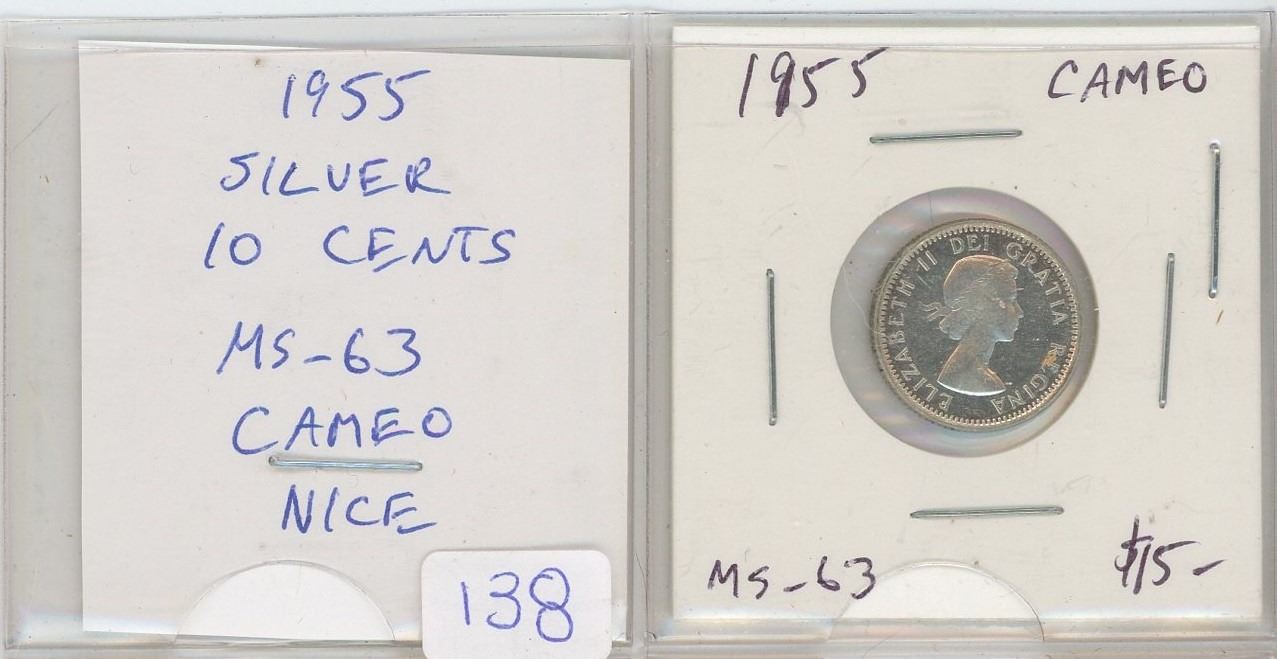 1955
SILVER
10 CENTS
MS-63
CAMEO
NICE
138
1955 CAMEO
ELIZABETH II DEI GRATIA REGINA
MS-63 $15-